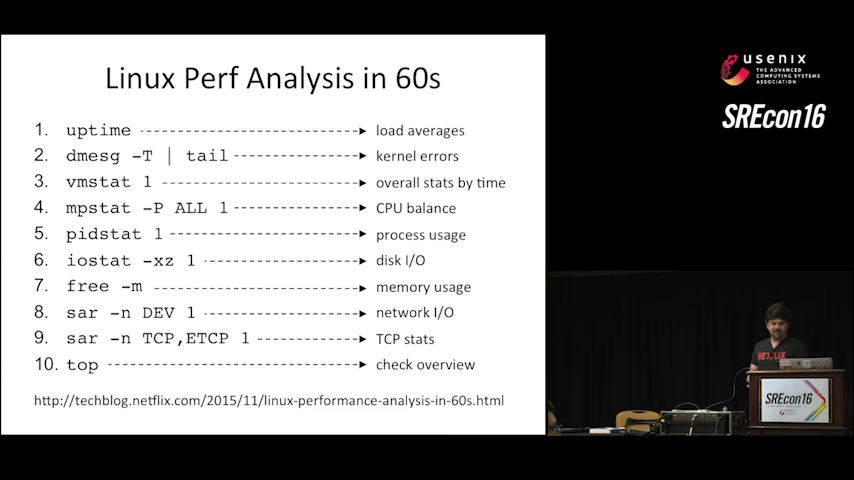 Linux Perf Analysis in 60s
1. uptime load averages
2. dmesg -T | tail kernel errors
3. vmstat 1 overall stats by time
4. mpstat -P ALL 1 CPU balance
5. pidstat 1 process usage
6. iostat -xz 1 disk I/O
7. free -m memory usage
8. sar -n DEV 1 network I/O
9. sar -n TCP,ETCP 1 TCP stats
10. top check overview
http://techblog.netflix.com/2015/11/linux-performance-analysis-in-60s.html
usenix
THE ADVANCED
COMPUTING SYSTEMS
ASSOCIATION
SREcon16
NETFLIX
SREcon16